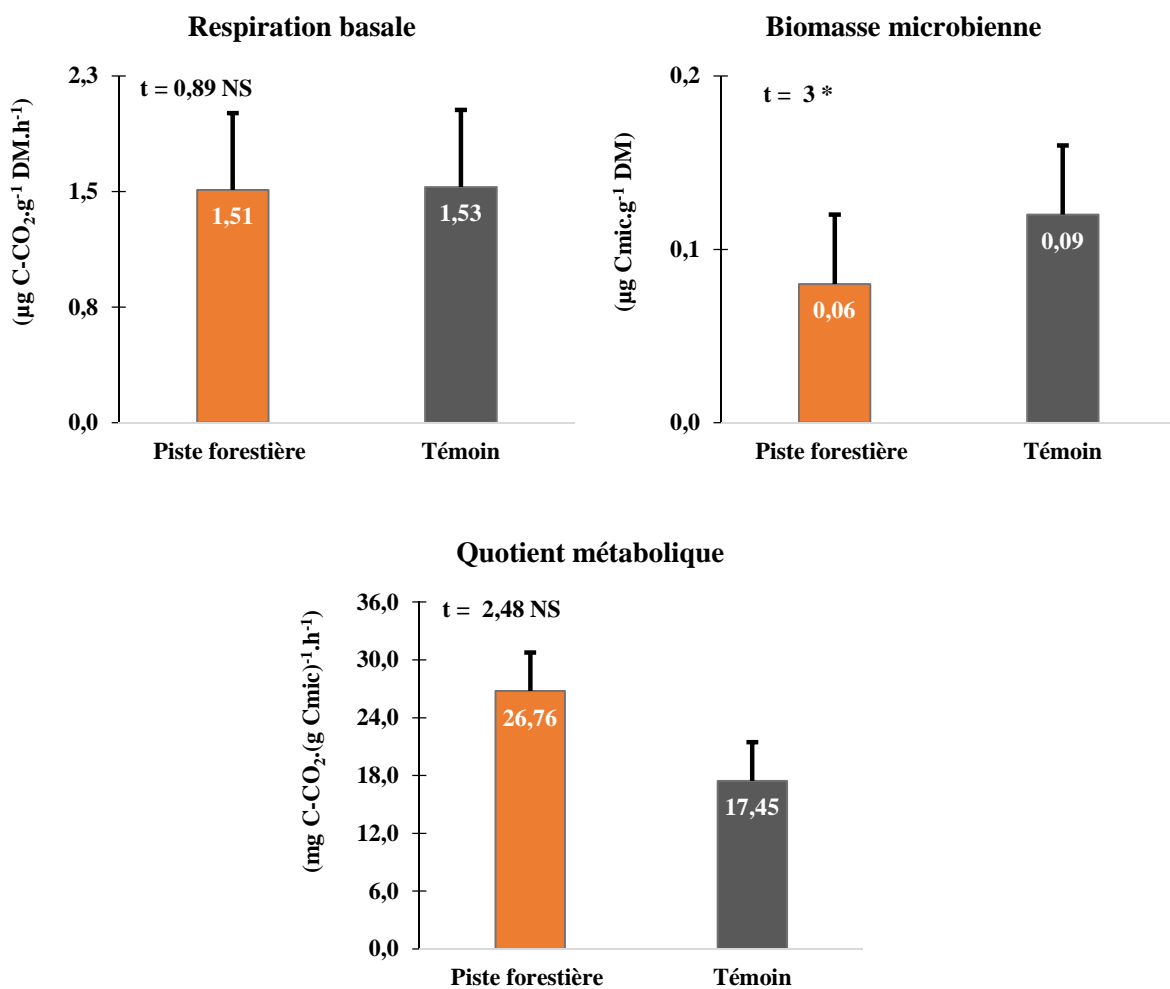 Respiration basale
(µg C-CO₂.g⁻¹ DM.h⁻¹)
2,3
1,5
0,8
0,0
t = 0,89 NS
1,51
1,53
Piste forestière
Témoin
Biomasse microbienne
(µg Cmic.g⁻¹ DM)
0,2
0,1
0,0
t = 3 *
0,06
0,09
Piste forestière
Témoin
Quotient métabolique
(mg C-CO₂.(g Cmic)⁻¹.h⁻¹)
36,0
30,0
24,0
18,0
12,0
6,0
0,0
t = 2,48 NS
26,76
17,45
Piste forestière
Témoin